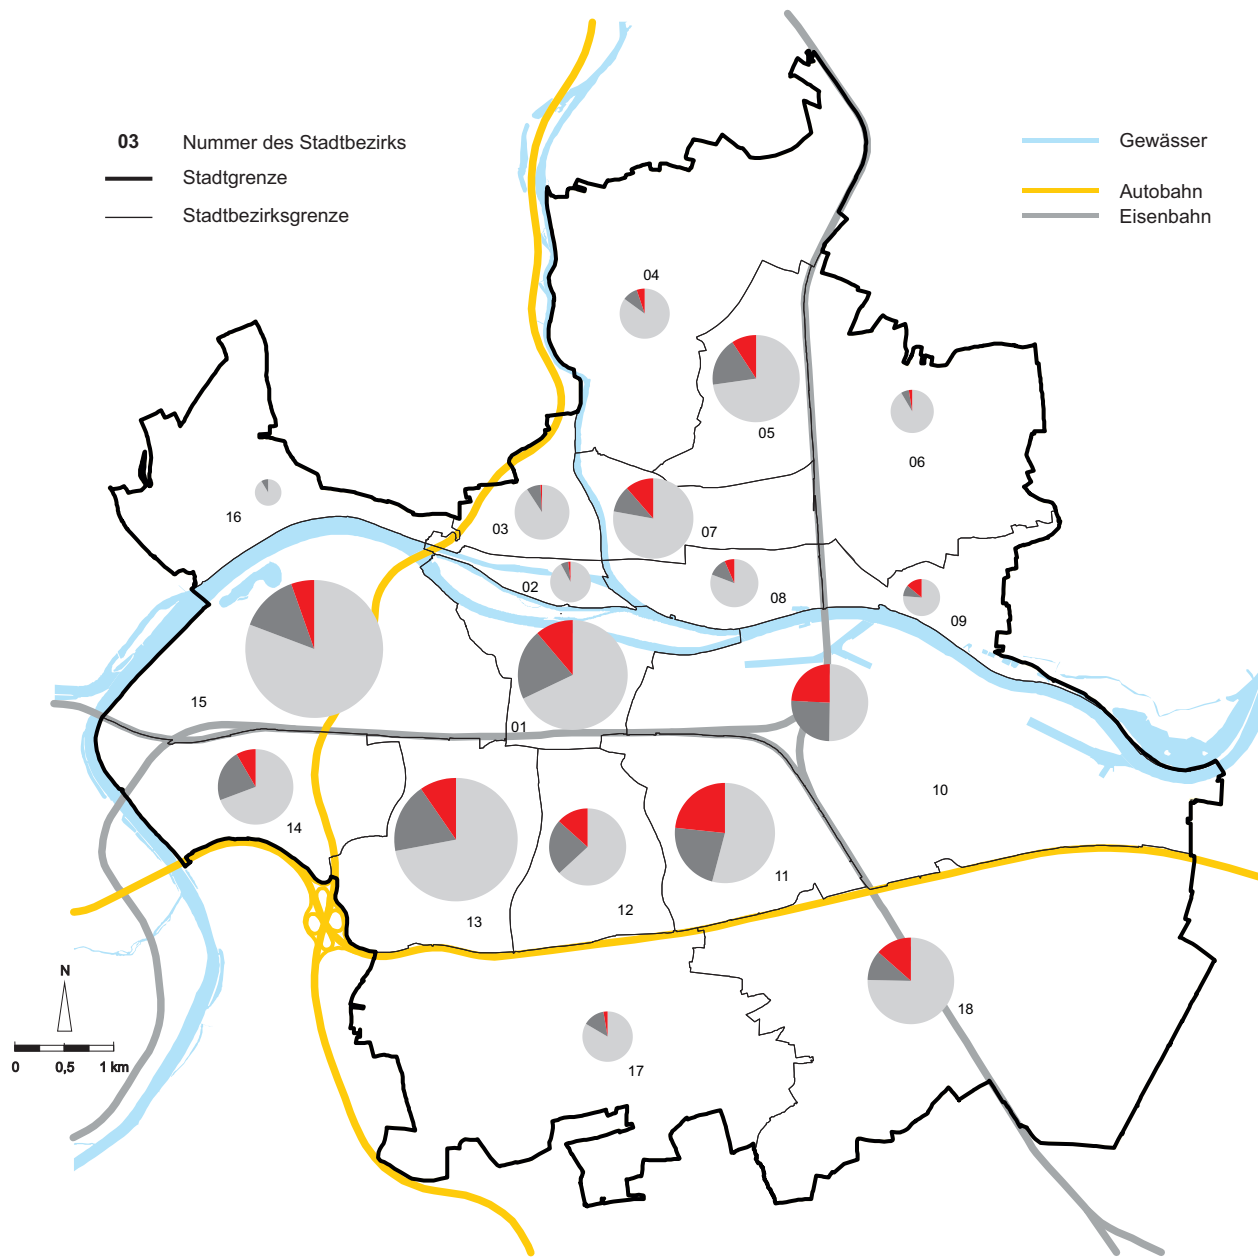 03 Nummer des Stadtbezirks
Stadtgrenze
Stadtbezirksgrenze
Gewässer
Autobahn
Eisenbahn
04
05
06
16
03
07
02
08
09
15
01
10
14
11
13
12
18
17
N
0 0,5 1 km